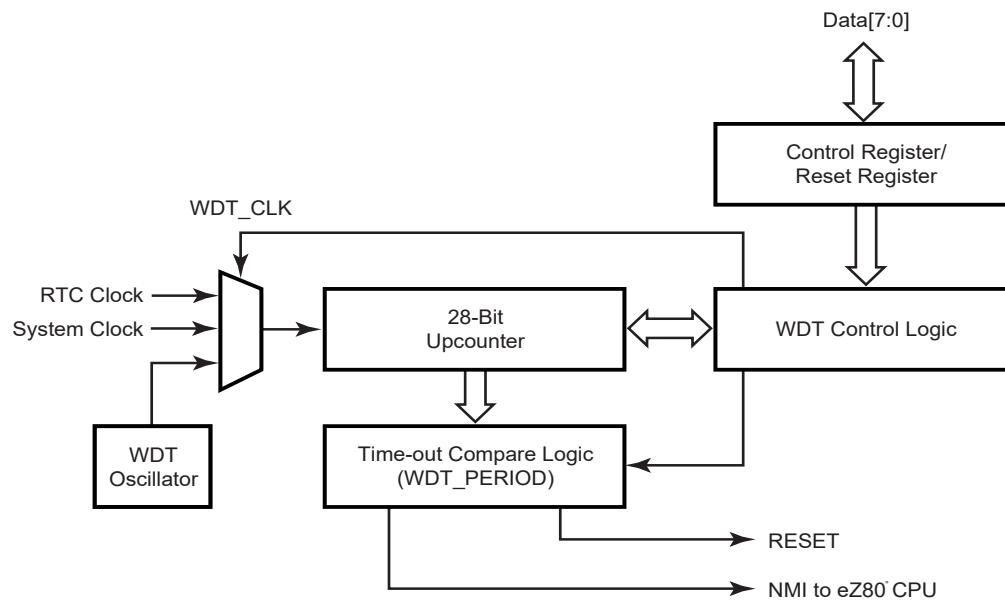 Data[7:0]
Control Register/
Reset Register
WDT_CLK
RTC Clock
System Clock
28-Bit
Upcounter
WDT Control Logic
WDT
Oscillator
Time-out Compare Logic
(WDT_PERIOD)
RESET
NMI to eZ80 CPU